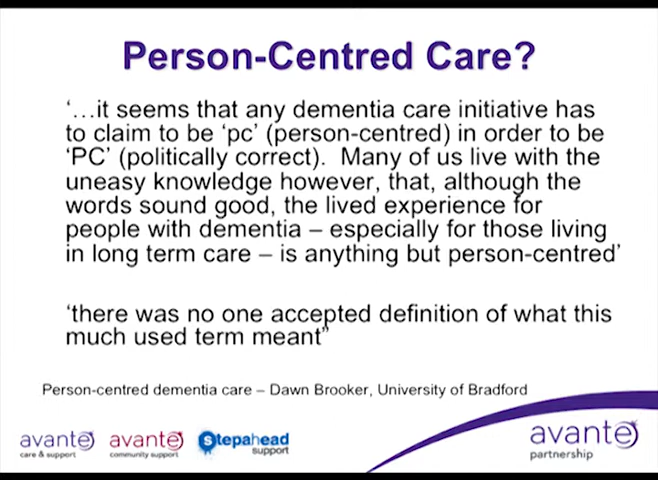 Person-Centred Care?
‘…it seems that any dementia care initiative has
to claim to be ‘pc’ (person-centred) in order to be
‘PC’ (politically correct).  Many of us live with the
uneasy knowledge however, that, although the
words sound good, the lived experience for
people with dementia – especially for those living
in long term care – is anything but person-centred’
‘there was no one accepted definition of what this
much used term meant”
Person-centred dementia care – Dawn Brooker, University of Bradford
avante
care & support
avante
community support
stepahead
support
avante
partnership